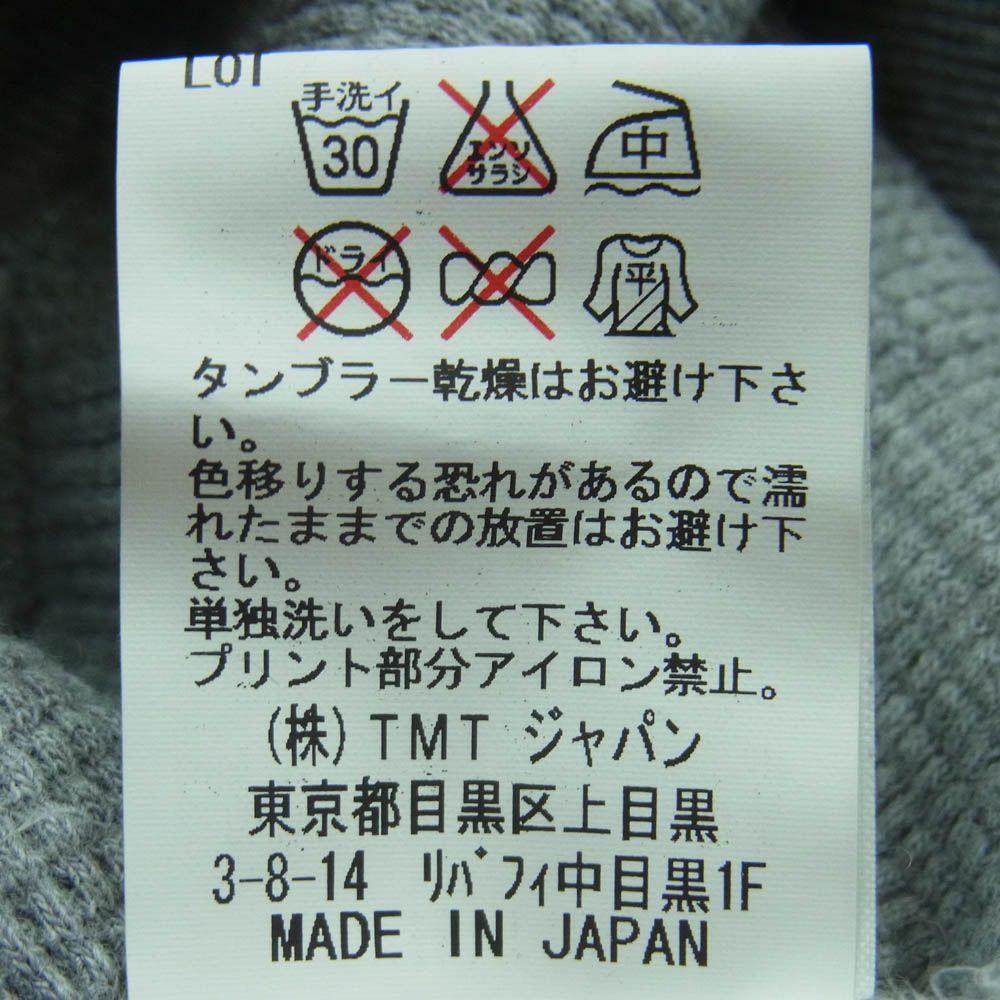 LOT
手洗イ
30
エンソ
サラシ
中
ドライ
平
タンブラー乾燥はお避け下さ
い。
色移りする恐れがあるので濡
れたままでの放置はお避け下
さい。
単独洗いをして下さい。
プリント部分アイロン禁止。
(株)TMTジャパン
東京都目黒区上目黒
3-8-14 ﾘﾊﾞﾌｨ中目黒1F
MADE IN JAPAN